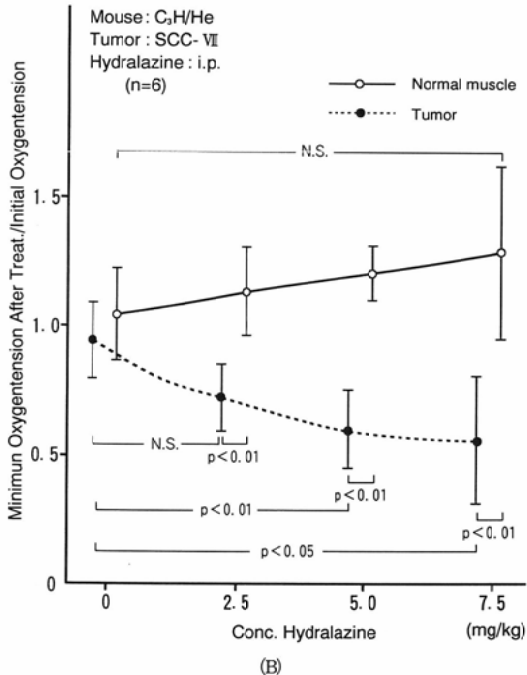 Mouse : C₃H/He
Tumor : SCC-Ⅶ
Hydralazine : i.p.
(n=6)
Normal muscle
Tumor
N.S.
1.5
1.0
0.5
0
Minimun Oxygentension After Treat./Initial Oxygentension
N.S.
p<0.01
p<0.01
p<0.01
p<0.01
p<0.05
0
2.5
5.0
7.5
Conc. Hydralazine
(mg/kg)
(B)